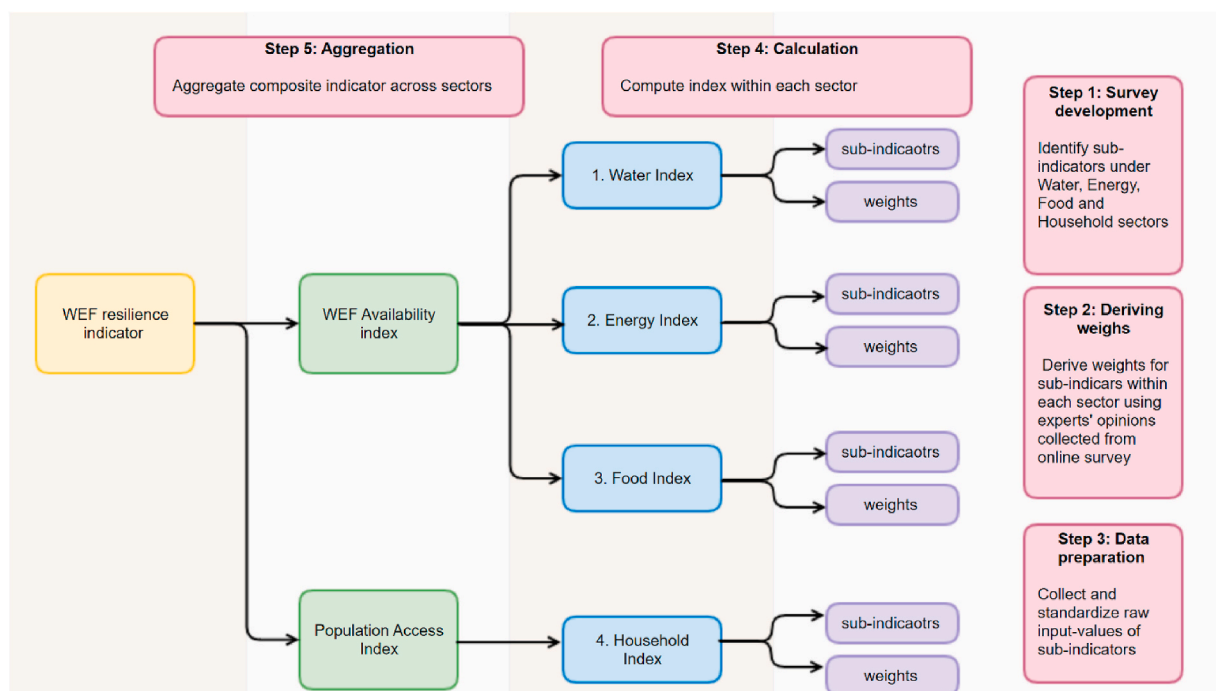 Step 5: Aggregation
Aggregate composite indicator across sectors
Step 4: Calculation
Compute index within each sector
Step 1: Survey
development
Identify sub-
indicators under
Water, Energy,
Food and
Household sectors
Step 2: Deriving
weighs
Derive weights for
sub-indicars within
each sector using
experts' opinions
collected from
online survey
Step 3: Data
preparation
Collect and
standardize raw
input-values of
sub-indicators
WEF resilience
indicator
WEF Availability
index
Population Access
Index
1. Water Index
sub-indicaotrs
weights
2. Energy Index
sub-indicaotrs
weights
3. Food Index
sub-indicaotrs
weights
4. Household
Index
sub-indicaotrs
weights